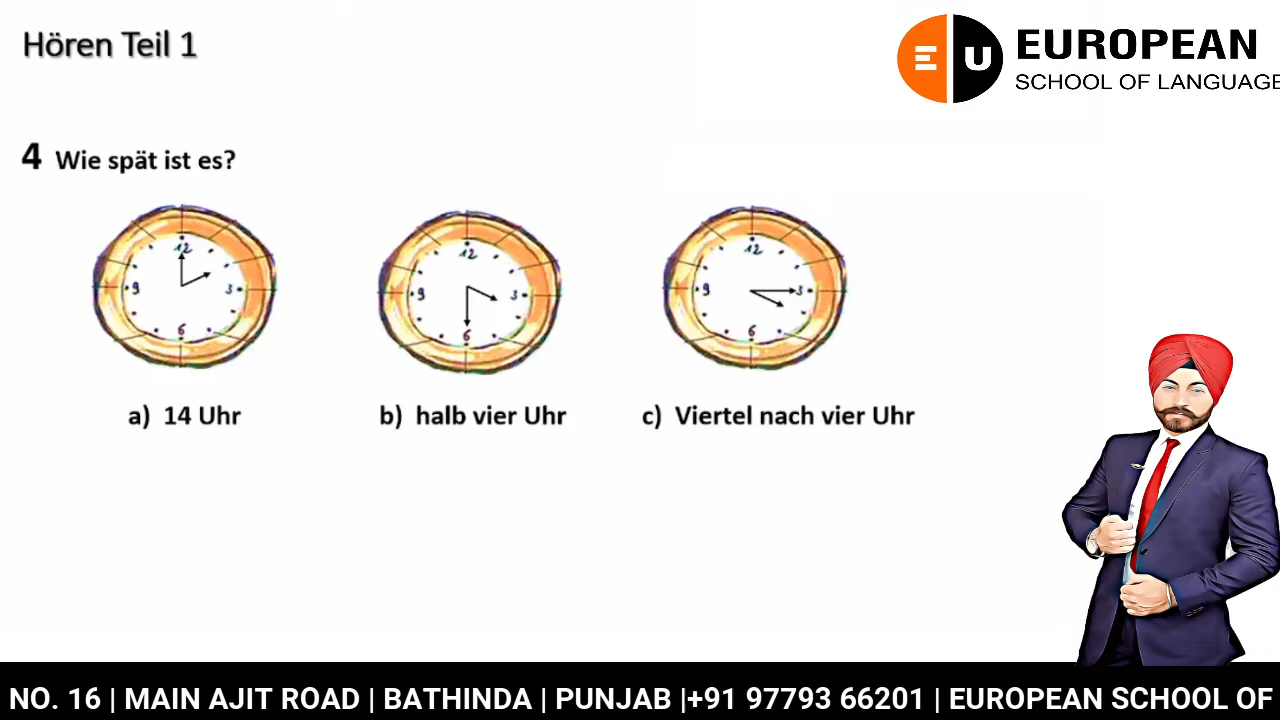 Hören Teil 1
EU EUROPEAN
SCHOOL OF LANGUAGE
4 Wie spät ist es?
12
3
6
9
12
3
6
9
12
3
6
9
a) 14 Uhr
b) halb vier Uhr
c) Viertel nach vier Uhr
NO. 16 | MAIN AJIT ROAD | BATHINDA | PUNJAB |+91 97793 66201 | EUROPEAN SCHOOL OF